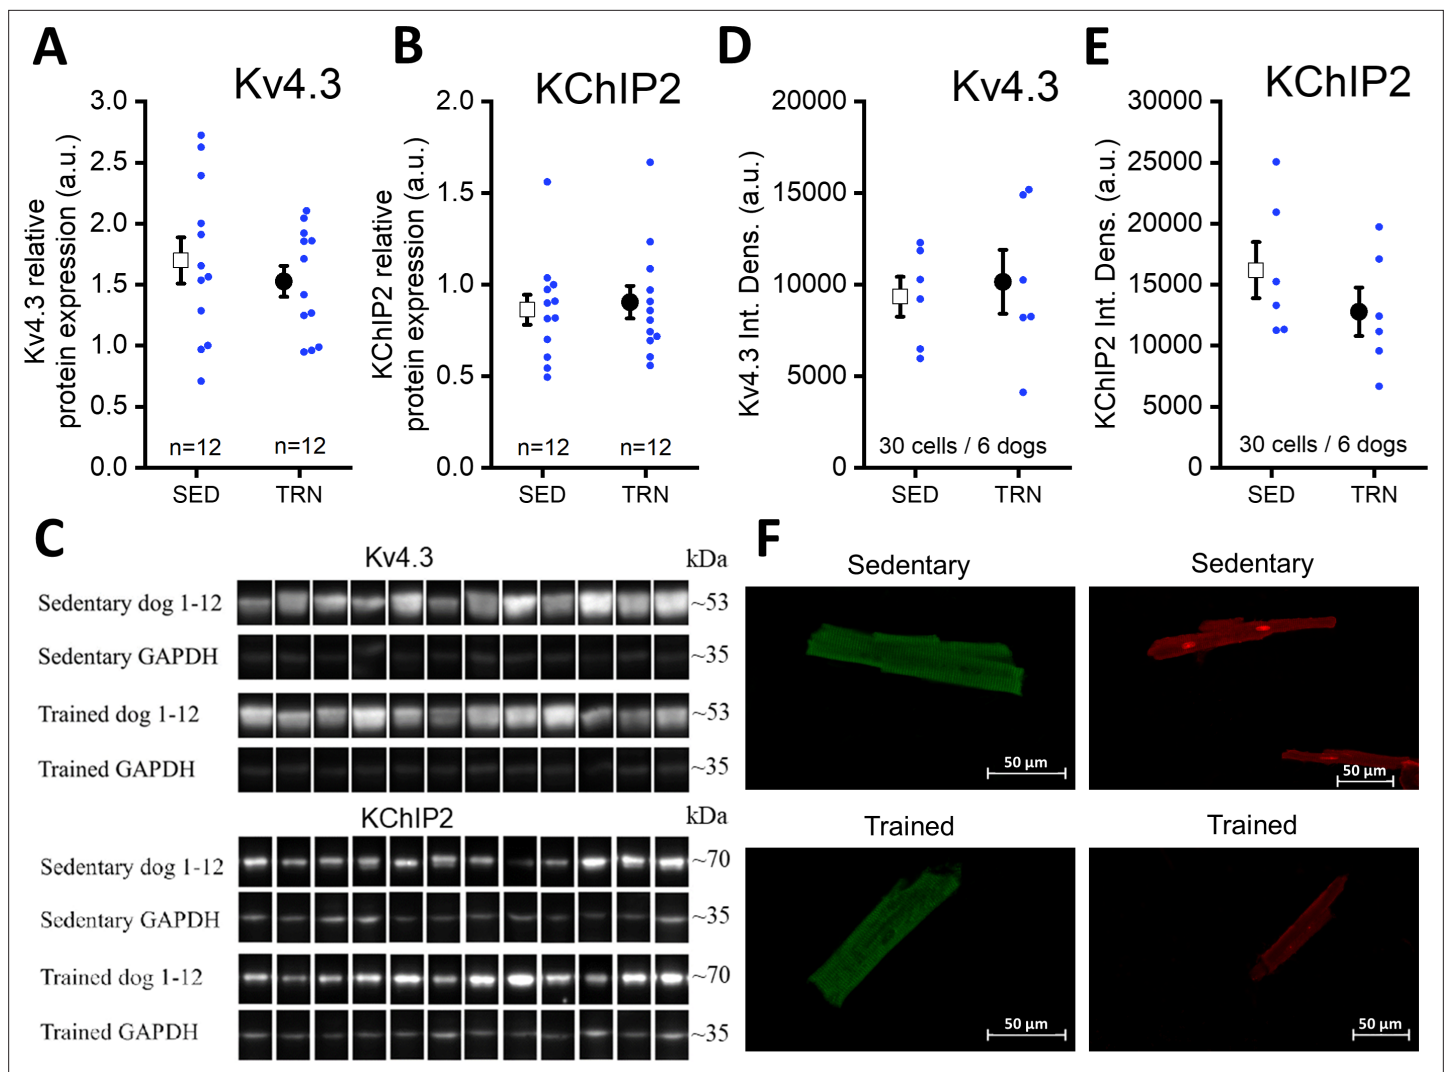 A
Kv4.3
Kv4.3 relative
protein expression (a.u.)
3.0
2.5
2.0
1.5
1.0
0.5
0.0
n=12
n=12
SED
TRN
B
KChIP2
KChIP2 relative
protein expression (a.u.)
2.0
1.5
1.0
0.5
0.0
n=12
n=12
SED
TRN
D
Kv4.3
Kv4.3 Int. Dens. (a.u.)
20000
15000
10000
5000
0
30 cells / 6 dogs
SED
TRN
E
KChIP2
KChIP2 Int. Dens. (a.u.)
30000
25000
20000
15000
10000
5000
0
30 cells / 6 dogs
SED
TRN
C
Kv4.3
kDa
Sedentary dog 1-12
~53
Sedentary GAPDH
~35
Trained dog 1-12
~53
Trained GAPDH
~35
KChIP2
kDa
Sedentary dog 1-12
~70
Sedentary GAPDH
~35
Trained dog 1-12
~70
Trained GAPDH
~35
F
Sedentary
50 µm
Sedentary
50 µm
Trained
50 µm
Trained
50 µm